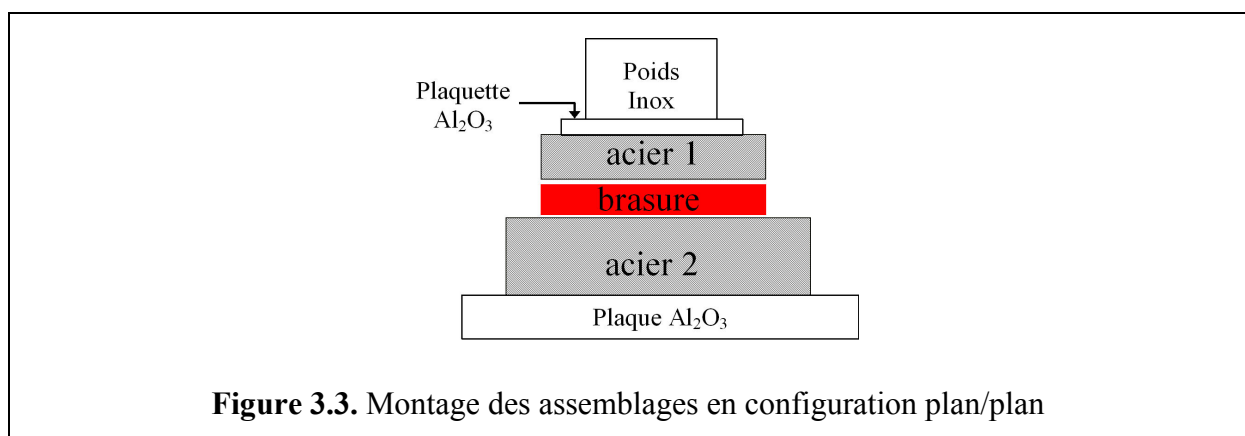 Poids
Inox
Plaquette
Al₂O₃
acier 1
brasure
acier 2
Plaque Al₂O₃
Figure 3.3. Montage des assemblages en configuration plan/plan